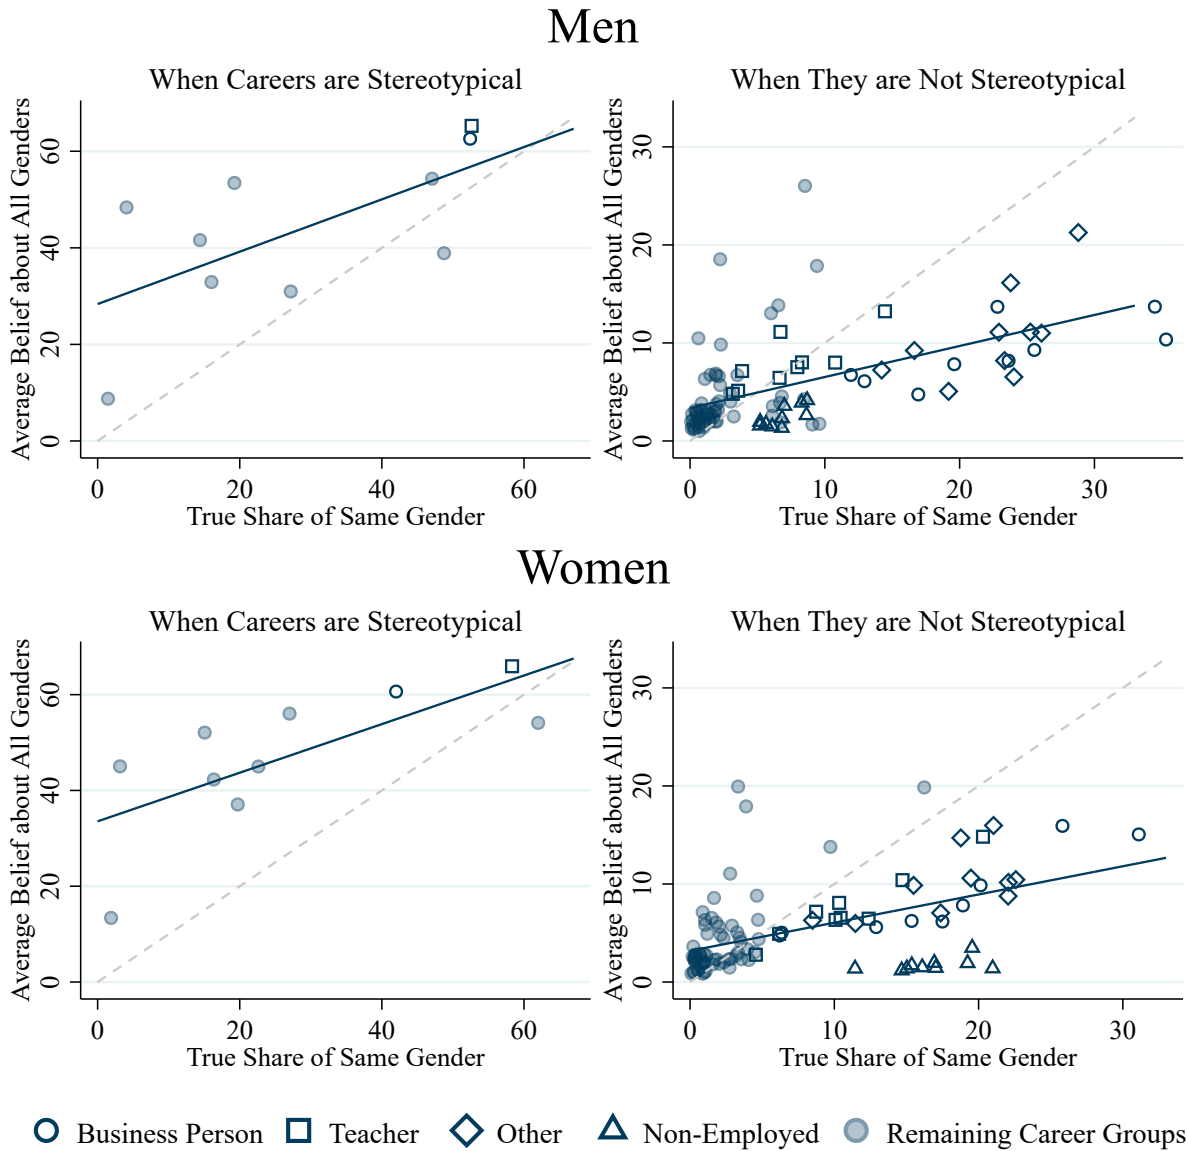 Men
When Careers are Stereotypical
When They are Not Stereotypical
Average Belief about All Genders
60
40
20
0
0 20 40 60
True Share of Same Gender
Average Belief about All Genders
30
20
10
0
0 10 20 30
True Share of Same Gender
Women
When Careers are Stereotypical
When They are Not Stereotypical
Average Belief about All Genders
60
40
20
0
0 20 40 60
True Share of Same Gender
Average Belief about All Genders
30
20
10
0
0 10 20 30
True Share of Same Gender
Business Person Teacher Other Non-Employed Remaining Career Groups